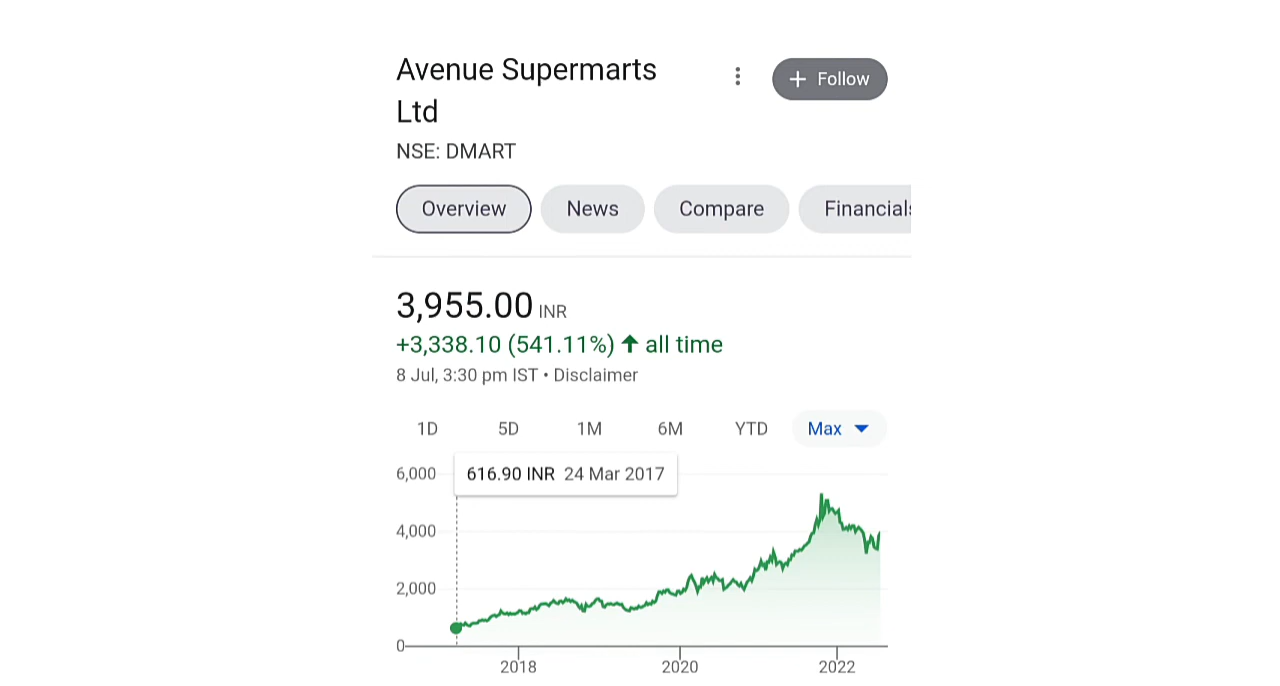 Avenue Supermarts
Ltd
+ Follow
NSE: DMART
Overview News Compare
3,955.00 INR
+3,338.10 (541.11%) ↑ all time
8 Jul, 3:30 pm IST • Disclaimer
1D 5D 1M 6M YTD Max
6,000 616.90 INR 24 Mar 2017
4,000
2,000
0
2018 2020 2022